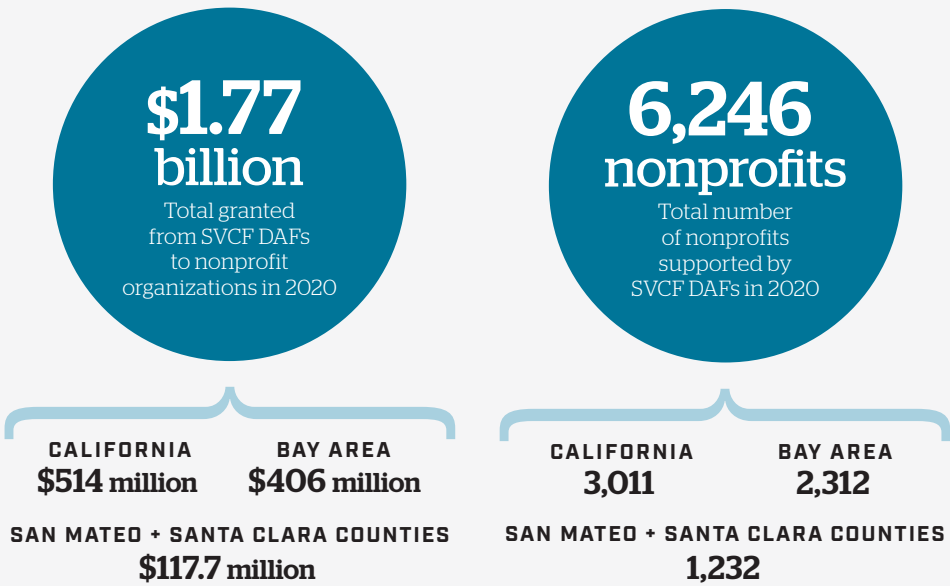 $1.77
billion
Total granted
from SVCF DAFs
to nonprofit
organizations in 2020
CALIFORNIA
$514 million
BAY AREA
$406 million
SAN MATEO + SANTA CLARA COUNTIES
$117.7 million
6,246
nonprofits
Total number
of nonprofits
supported by
SVCF DAFs in 2020
CALIFORNIA
3,011
BAY AREA
2,312
SAN MATEO + SANTA CLARA COUNTIES
1,232